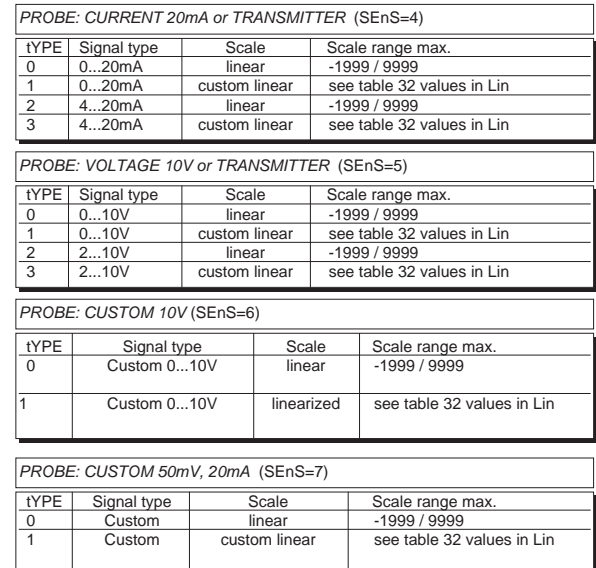 PROBE: CURRENT 20mA or TRANSMITTER (SEnS=4)
tYPE Signal type Scale Scale range max.
0 0...20mA linear -1999 / 9999
1 0...20mA custom linear see table 32 values in Lin
2 4...20mA linear -1999 / 9999
3 4...20mA custom linear see table 32 values in Lin
PROBE: VOLTAGE 10V or TRANSMITTER (SEnS=5)
tYPE Signal type Scale Scale range max.
0 0...10V linear -1999 / 9999
1 0...10V custom linear see table 32 values in Lin
2 2...10V linear -1999 / 9999
3 2...10V custom linear see table 32 values in Lin
PROBE: CUSTOM 10V (SEnS=6)
tYPE Signal type Scale Scale range max.
0 Custom 0...10V linear -1999 / 9999
1 Custom 0...10V linearized see table 32 values in Lin
PROBE: CUSTOM 50mV, 20mA (SEnS=7)
tYPE Signal type Scale Scale range max.
0 Custom linear -1999 / 9999
1 Custom custom linear see table 32 values in Lin